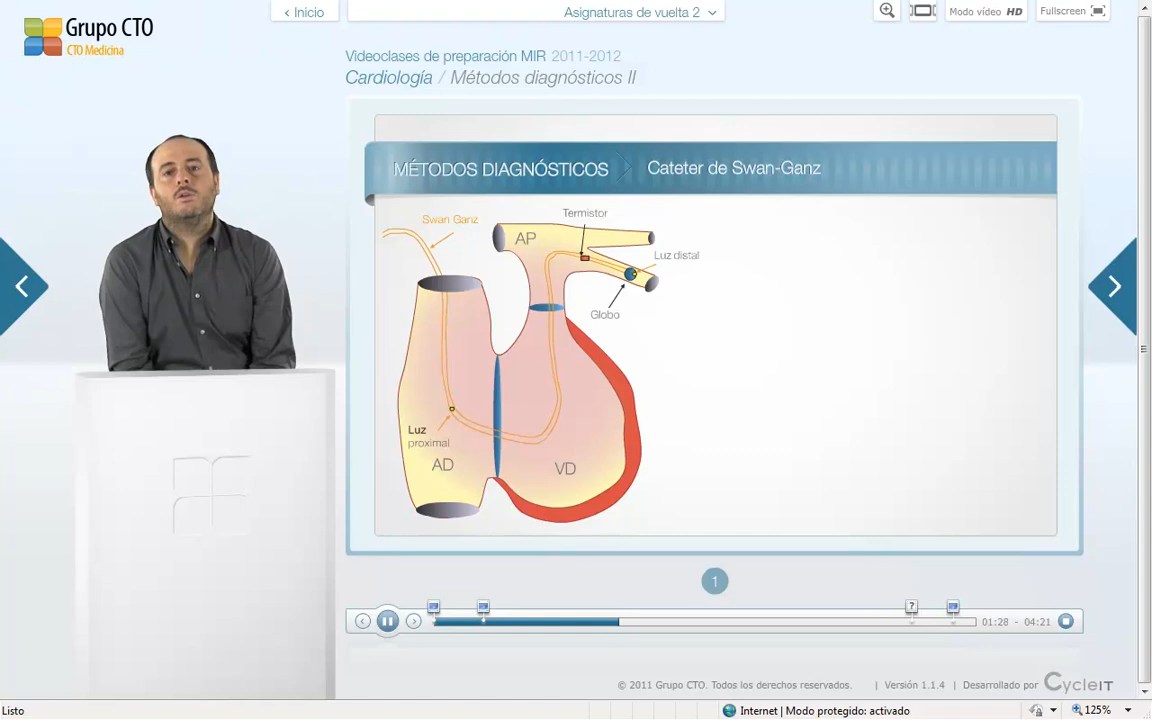 Grupo CTO
CTO Medicina
‹ Inicio
Asignaturas de vuelta 2
Modo vídeo HD
Fullscreen
Videoclases de preparación MIR 2011-2012
Cardiología / Métodos diagnósticos II
MÉTODOS DIAGNÓSTICOS
Cateter de Swan-Ganz
Swan Ganz
Termistor
AP
Luz distal
Globo
Luz
proximal
AD
VD
1
?
01:28 - 04:21
© 2011 Grupo CTO. Todos los derechos reservados. | Versión 1.1.4 | Desarrollado por CycleIT
Listo
Internet | Modo protegido: activado
125%